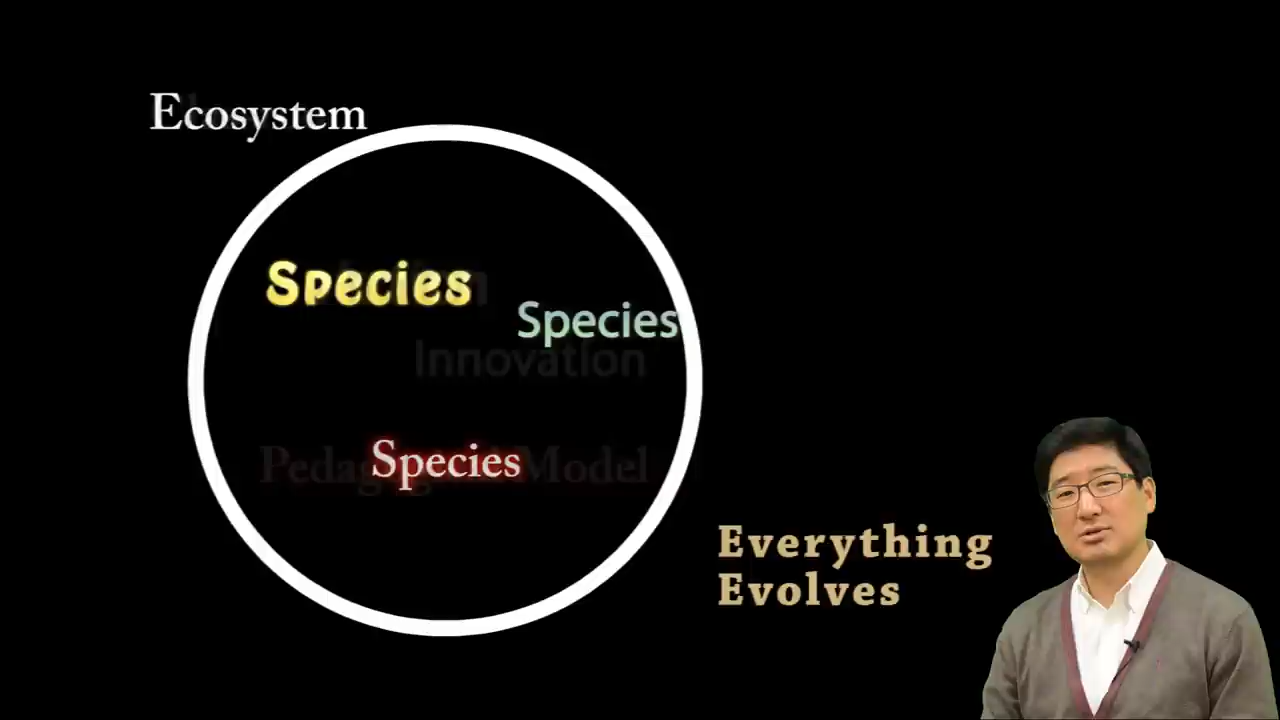 Ecosystem
Species
Species
Innovation
Species
Everything
Evolves